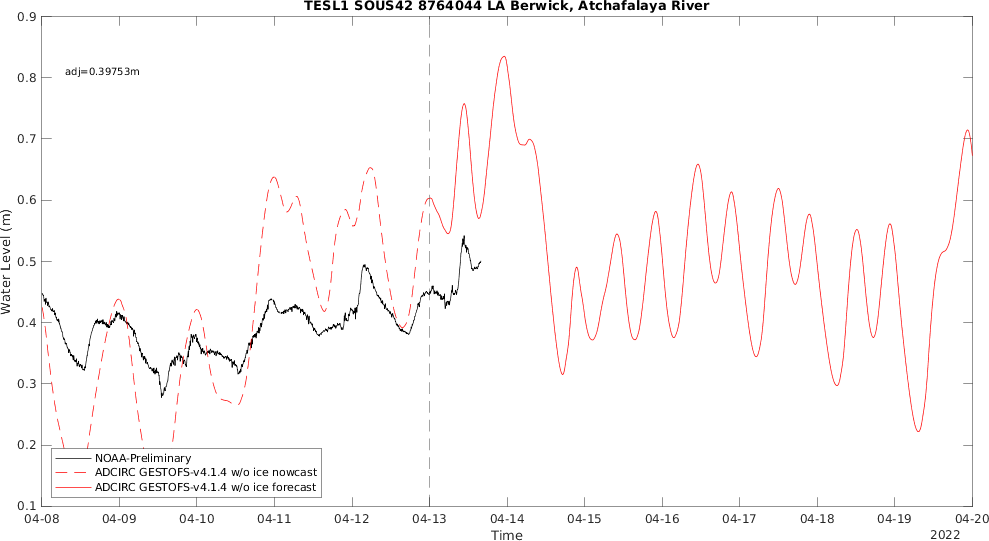 TESL1 SOUS42 8764044 LA Berwick, Atchafalaya River
0.9
0.8
0.7
0.6
0.5
0.4
0.3
0.2
0.1
Water Level (m)
adj=0.39753m
NOAA-Preliminary
ADCIRC GESTOFS-v4.1.4 w/o ice nowcast
ADCIRC GESTOFS-v4.1.4 w/o ice forecast
04-08 04-09 04-10 04-11 04-12 04-13 04-14 04-15 04-16 04-17 04-18 04-19 04-20
Time
2022